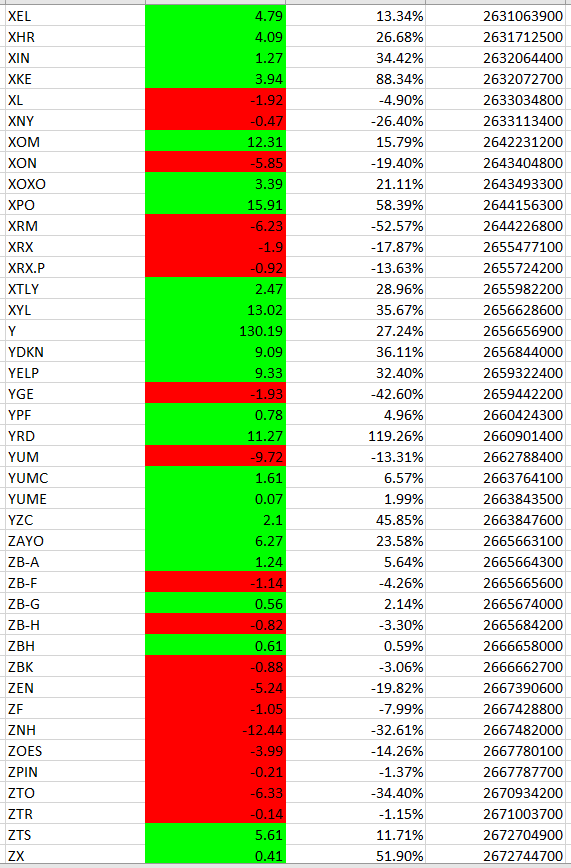 XEL 4.79 13.34% 2631063900
XHR 4.09 26.68% 2631712500
XIN 1.27 34.42% 2632064400
XKE 3.94 88.34% 2632072700
XL -1.92 -4.90% 2633034800
XNY -0.47 -26.40% 2633113400
XOM 12.31 15.79% 2642231200
XON -5.85 -19.40% 2643404800
XOXO 3.39 21.11% 2643493300
XPO 15.91 58.39% 2644156300
XRM -6.23 -52.57% 2644226800
XRX -1.9 -17.87% 2655477100
XRX.P -0.92 -13.63% 2655724200
XTLY 2.47 28.96% 2655982200
XYL 13.02 35.67% 2656628600
Y 130.19 27.24% 2656656900
YDKN 9.09 36.11% 2656844000
YELP 9.33 32.40% 2659322400
YGE -1.93 -42.60% 2659442200
YPF 0.78 4.96% 2660424300
YRD 11.27 119.26% 2660901400
YUM -9.72 -13.31% 2662788400
YUMC 1.61 6.57% 2663764100
YUME 0.07 1.99% 2663843500
YZC 2.1 45.85% 2663847600
ZAYO 6.27 23.58% 2665663100
ZB-A 1.24 5.64% 2665664300
ZB-F -1.14 -4.26% 2665665600
ZB-G 0.56 2.14% 2665674000
ZB-H -0.82 -3.30% 2665684200
ZBH 0.61 0.59% 2666658000
ZBK -0.88 -3.06% 2666662700
ZEN -5.24 -19.82% 2667390600
ZF -1.05 -7.99% 2667428800
ZNH -12.44 -32.61% 2667482000
ZOES -3.99 -14.26% 2667780100
ZPIN -0.21 -1.37% 2667787700
ZTO -6.33 -34.40% 2670934200
ZTR -0.14 -1.15% 2671003700
ZTS 5.61 11.71% 2672704900
ZX 0.41 51.90% 2672744700